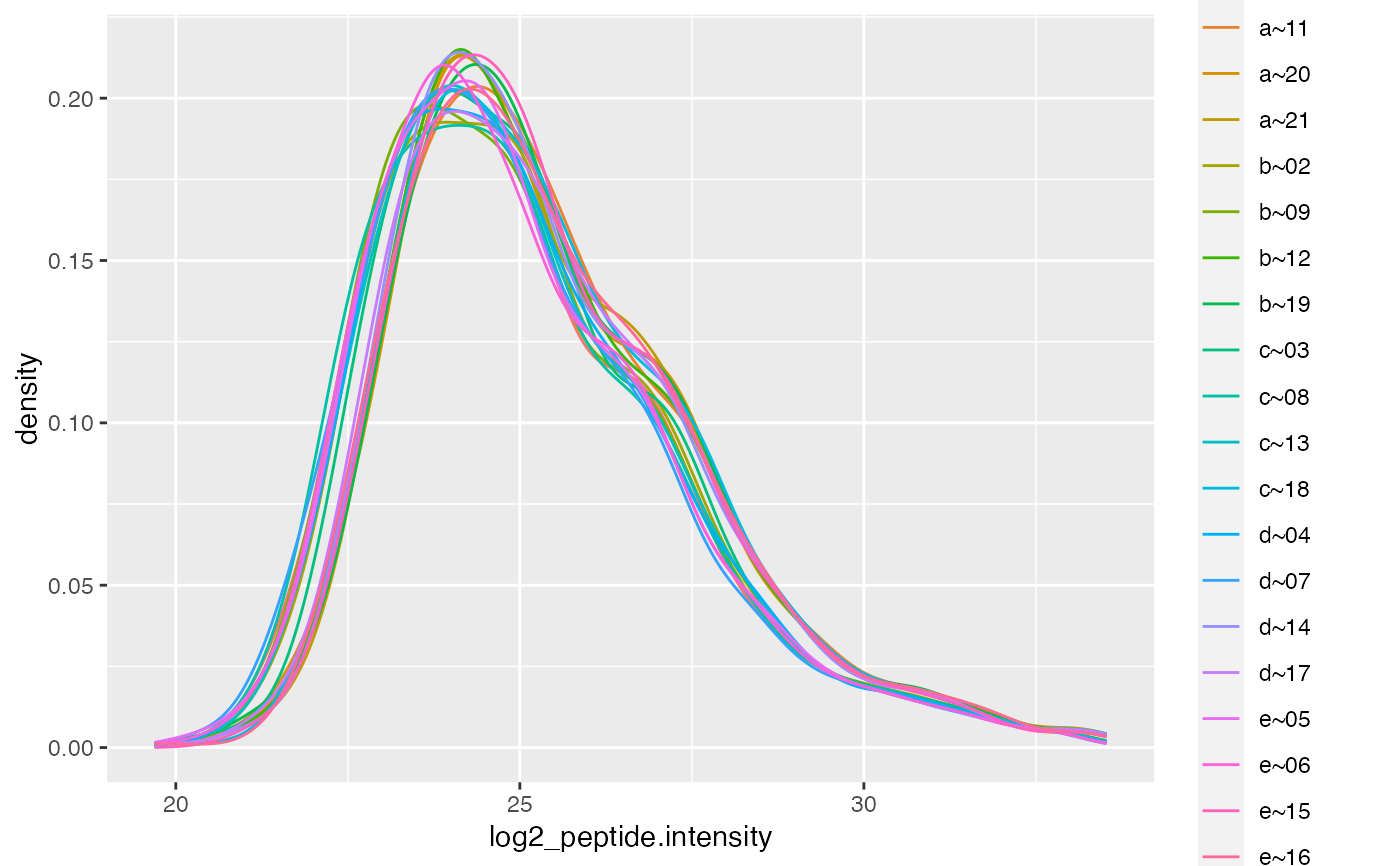 density
0.20
0.15
0.10
0.05
0.00
20 25 30
log2_peptide.intensity
a~11
a~20
a~21
b~02
b~09
b~12
b~19
c~03
c~08
c~13
c~18
d~04
d~07
d~14
d~17
e~05
e~06
e~15
e~16